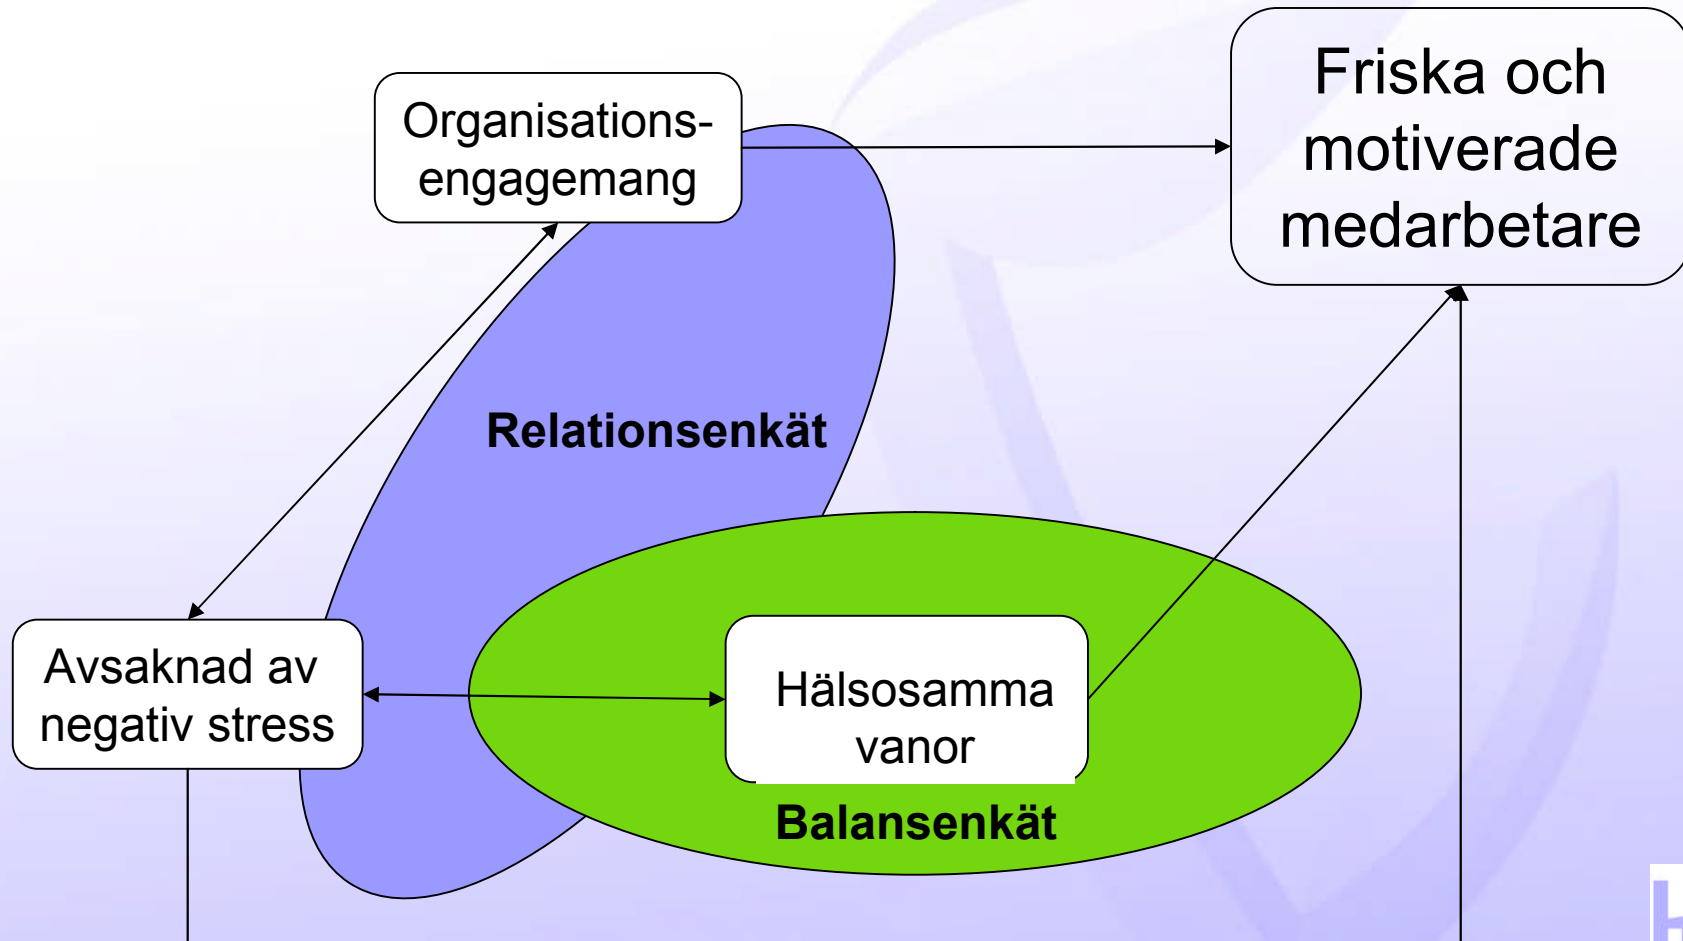 Organisations-
engagemang
Friska och
motiverade
medarbetare
Relationsenkät
Avsaknad av
negativ stress
Hälsosamma
vanor
Balansenkät